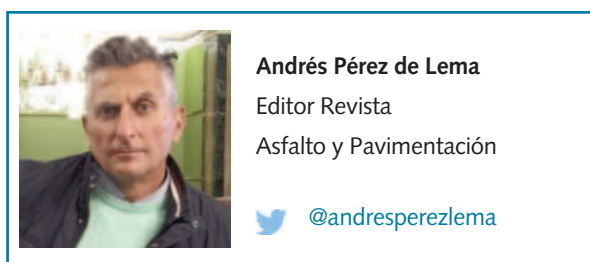 Andrés Pérez de Lema
Editor Revista
Asfalto y Pavimentación
@andresperezlema